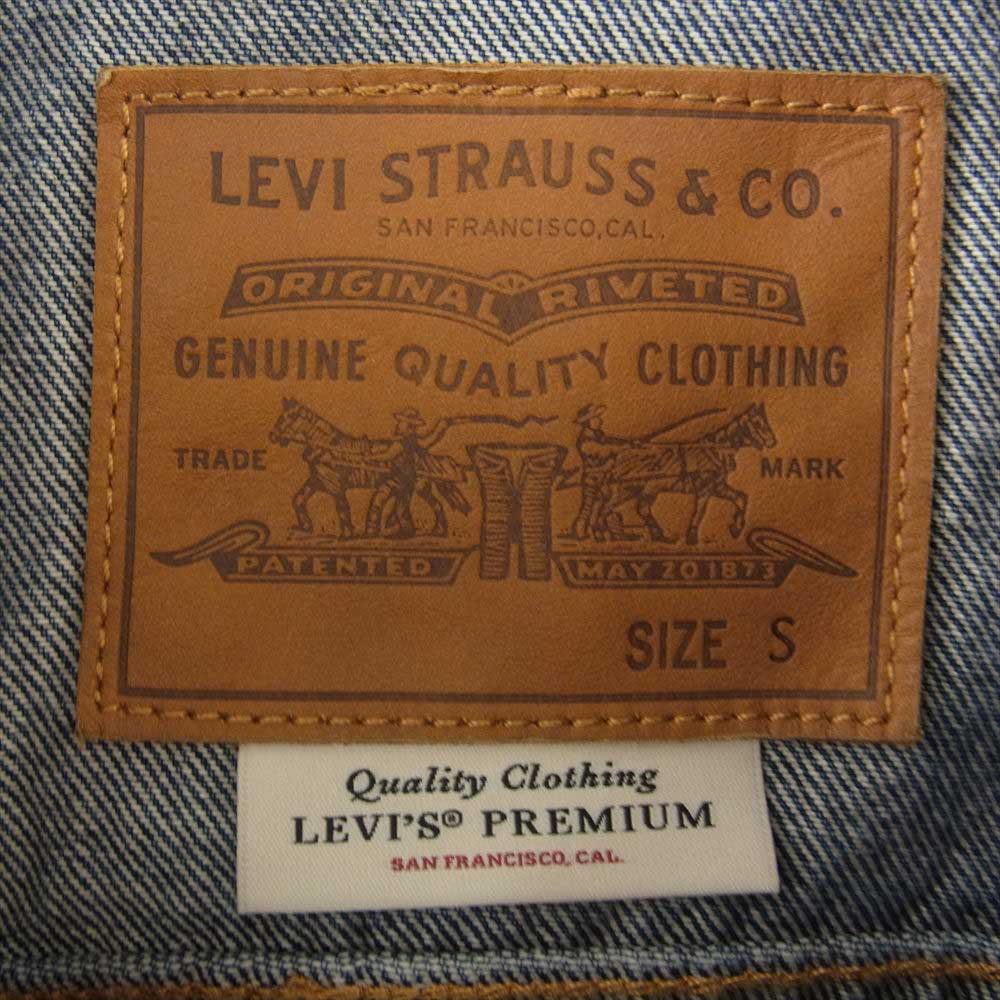 LEVI STRAUSS & CO.
SAN FRANCISCO, CAL.
ORIGINAL RIVETED
GENUINE QUALITY CLOTHING
TRADE MARK
PATENTED MAY 20 1873
SIZE S
Quality Clothing
LEVI'S® PREMIUM
SAN FRANCISCO, CAL.